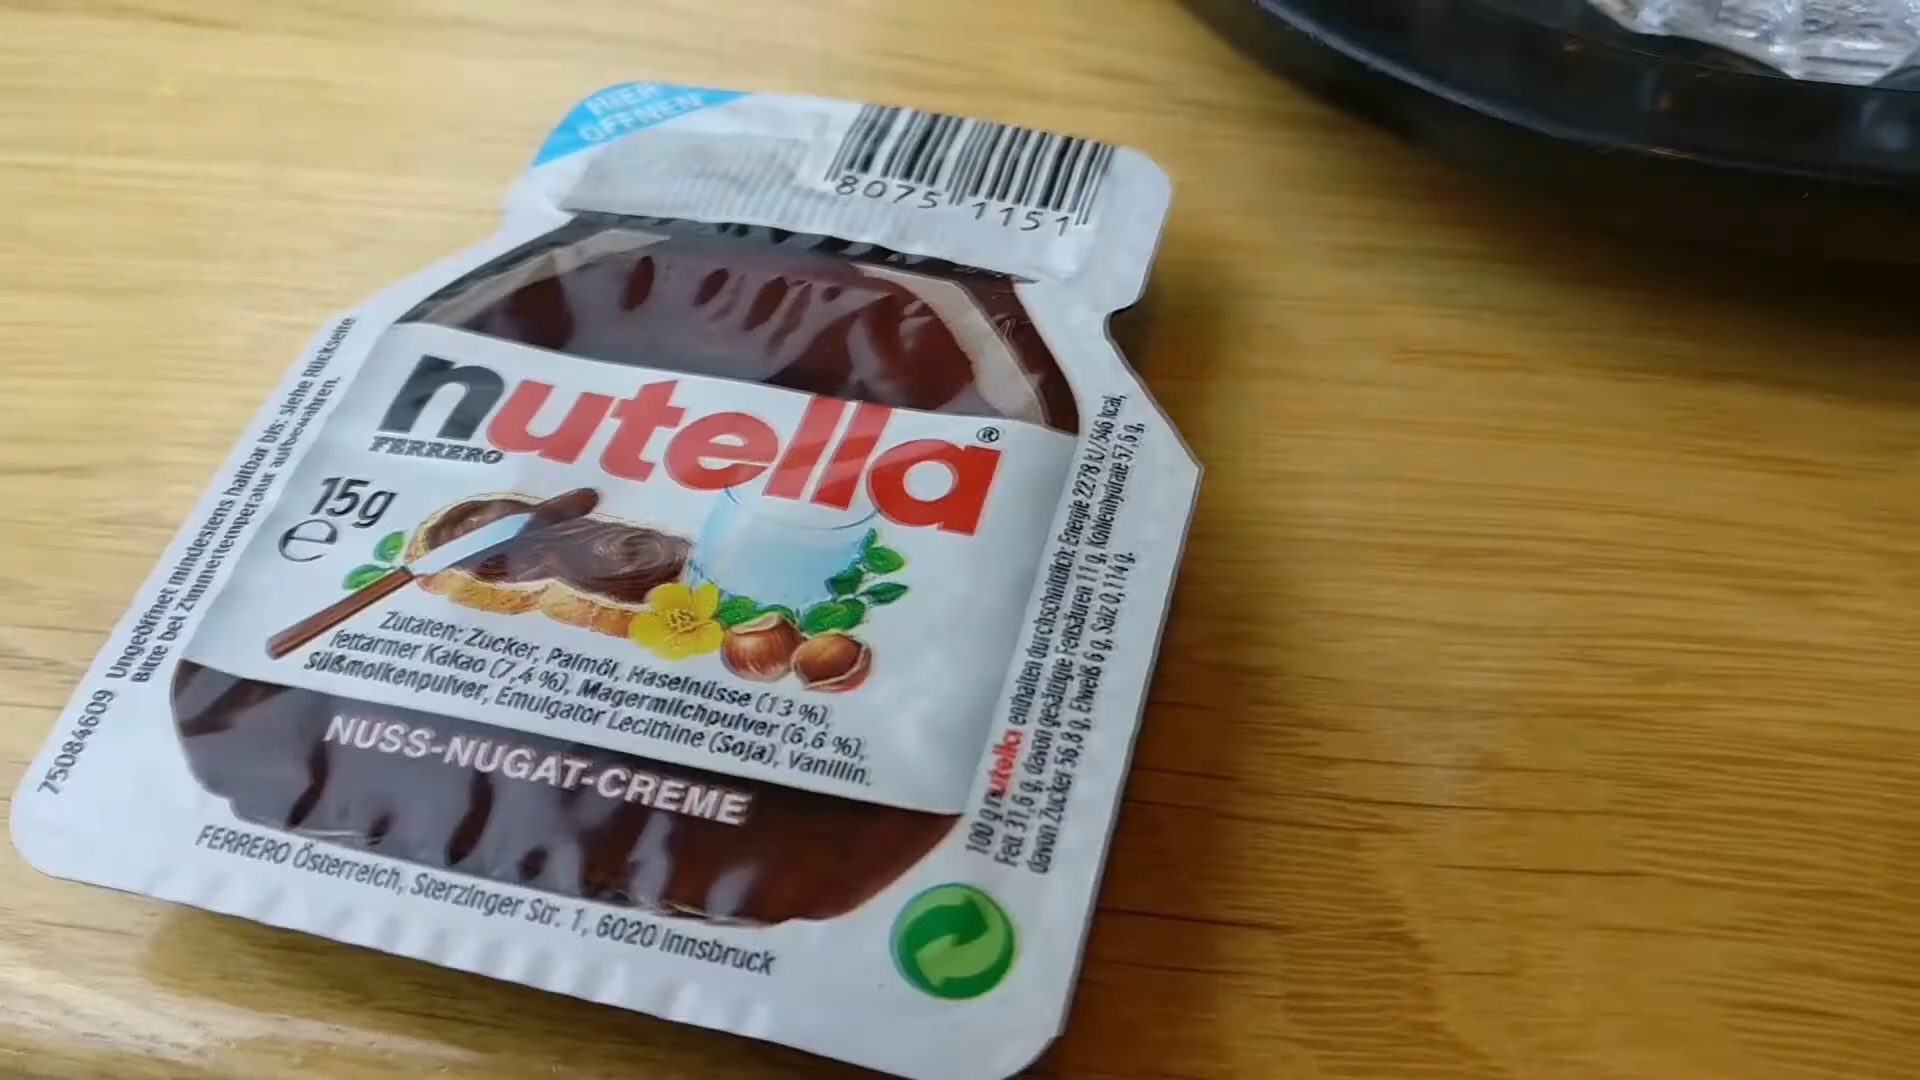 HIER
ÖFFNEN
8075 1151
nutella®
FERRERO
15g
e
Zutaten: Zucker, Palmöl, Haselnüsse (13 %),
fettarmer Kakao (7,4 %), Magermilchpulver (6,6 %),
Süßmolkenpulver, Emulgator Lecithine (Soja), Vanillin.
NUSS-NUGAT-CREME
FERRERO Österreich, Sterzinger Str. 1, 6020 Innsbruck
75084609 Ungeöffnet mindestens haltbar bis: siehe Rückseite
Bitte bei Zimmertemperatur aufbewahren.
100 g nutella enthalten durchschnittlich: Energie 2278 kJ/546 kcal,
Fett 31,6 g, davon gesättigte Fettsäuren 11 g, Kohlenhydrate 57,6 g,
davon Zucker 56,8 g, Eiweiß 6 g, Salz 0,114 g.